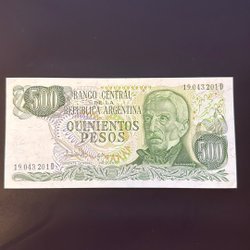 19.043.201 D
500
BANCO CENTRAL
DE LA
REPUBLICA ARGENTINA
QUINIENTOS
PESOS
500
19.043.201 D